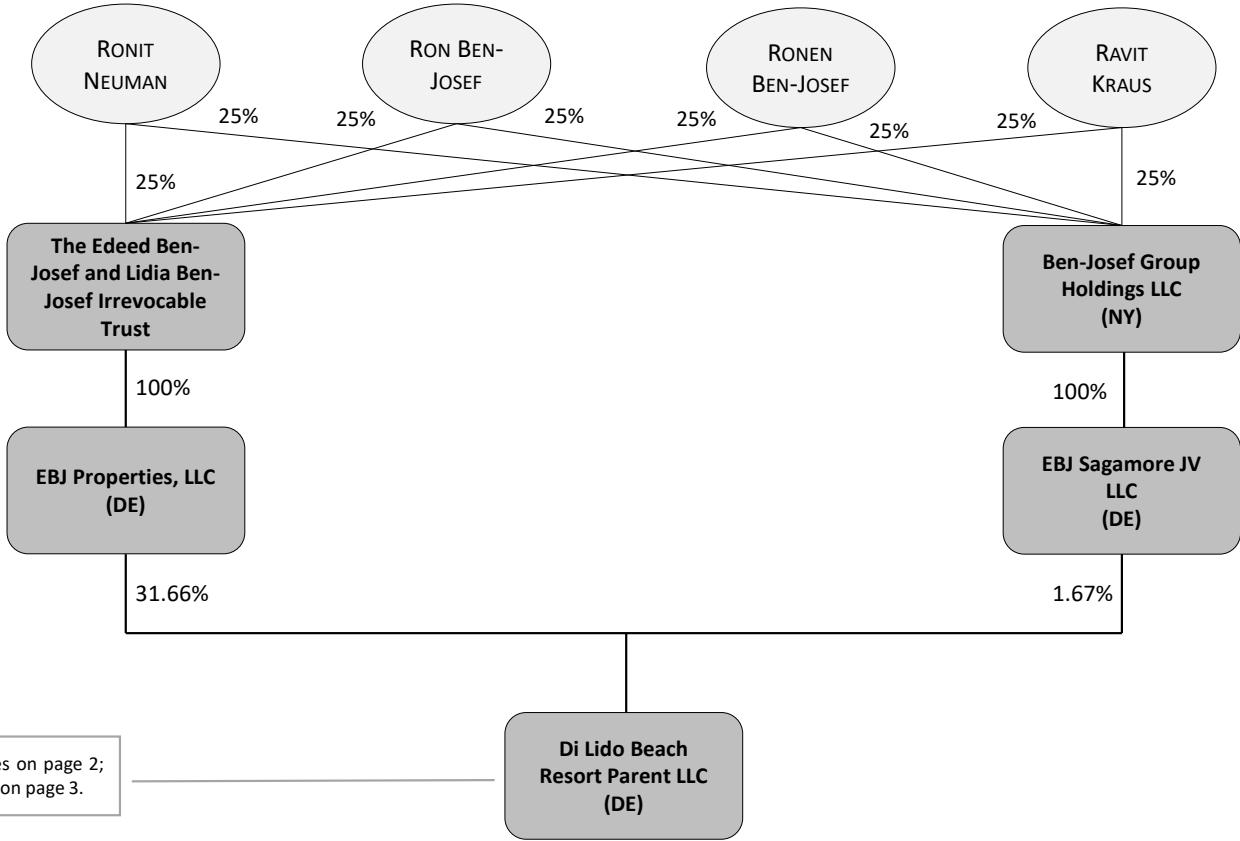 RONIT
NEUMAN
RON BEN-
JOSEF
RONEN
BEN-JOSEF
RAVIT
KRAUS
25%
25%
25%
25%
25%
25%
25%
25%
The Edeed Ben-
Josef and Lidia Ben-
Josef Irrevocable
Trust
Ben-Josef Group
Holdings LLC
(NY)
100%
100%
EBJ Properties, LLC
(DE)
EBJ Sagamore JV
LLC
(DE)
31.66%
1.67%
Di Lido Beach
Resort Parent LLC
(DE)
on page 2;
on page 3.